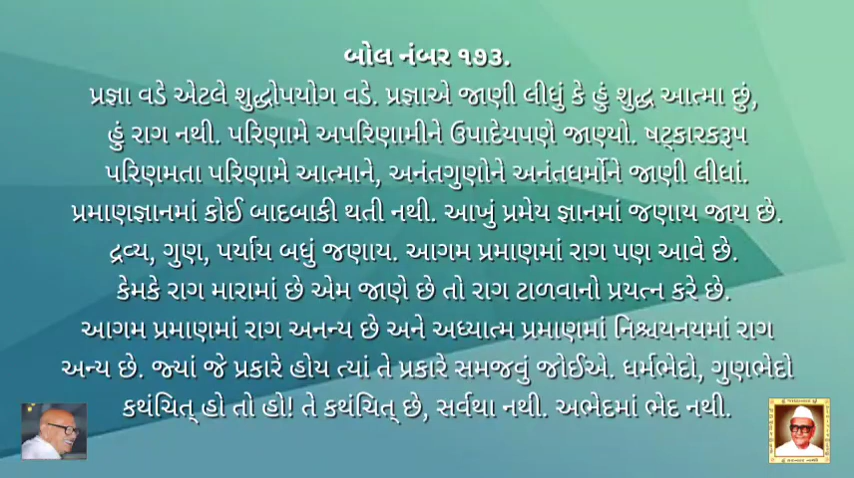 બોલ નંબર ૧૭૩.
પ્રજ્ઞા વડે એટલે શુદ્ધોપયોગ વડે. પ્રજ્ઞાએ જાણી લીધું કે હું શુદ્ધ આત્મા છું,
હું રાગ નથી. પરિણામે અપરિણામીને ઉપાદેયપણે જાણ્યો. ષટ્કારકરૂપ
પરિણમતા પરિણામે આત્માને, અનંતગુણોને અનંતધર્મોને જાણી લીધાં.
પ્રમાણજ્ઞાનમાં કોઈ બાદબાકી થતી નથી. આખું પ્રમેય જ્ઞાનમાં જણાય જાય છે.
દ્રવ્ય, ગુણ, પર્યાય બધું જણાય. આગમ પ્રમાણમાં રાગ પણ આવે છે.
કેમકે રાગ મારામાં છે એમ જાણે છે તો રાગ ટાળવાનો પ્રયત્ન કરે છે.
આગમ પ્રમાણમાં રાગ અનન્ય છે અને અધ્યાત્મ પ્રમાણમાં નિશ્ચયનયમાં રાગ
અન્ય છે. જ્યાં જે પ્રકારે હોય ત્યાં તે પ્રકારે સમજવું જોઈએ. ધર્મભેદો, ગુણભેદો
કથંચિત્ હો તો હો! તે કથંચિત્ છે, સર્વથા નથી. અભેદમાં ભેદ નથી.